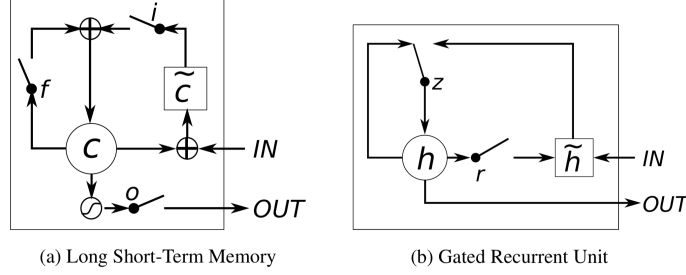 i
f
c̃
c
IN
o
OUT
(a) Long Short-Term Memory
z
h
r
h̃
IN
OUT
(b) Gated Recurrent Unit